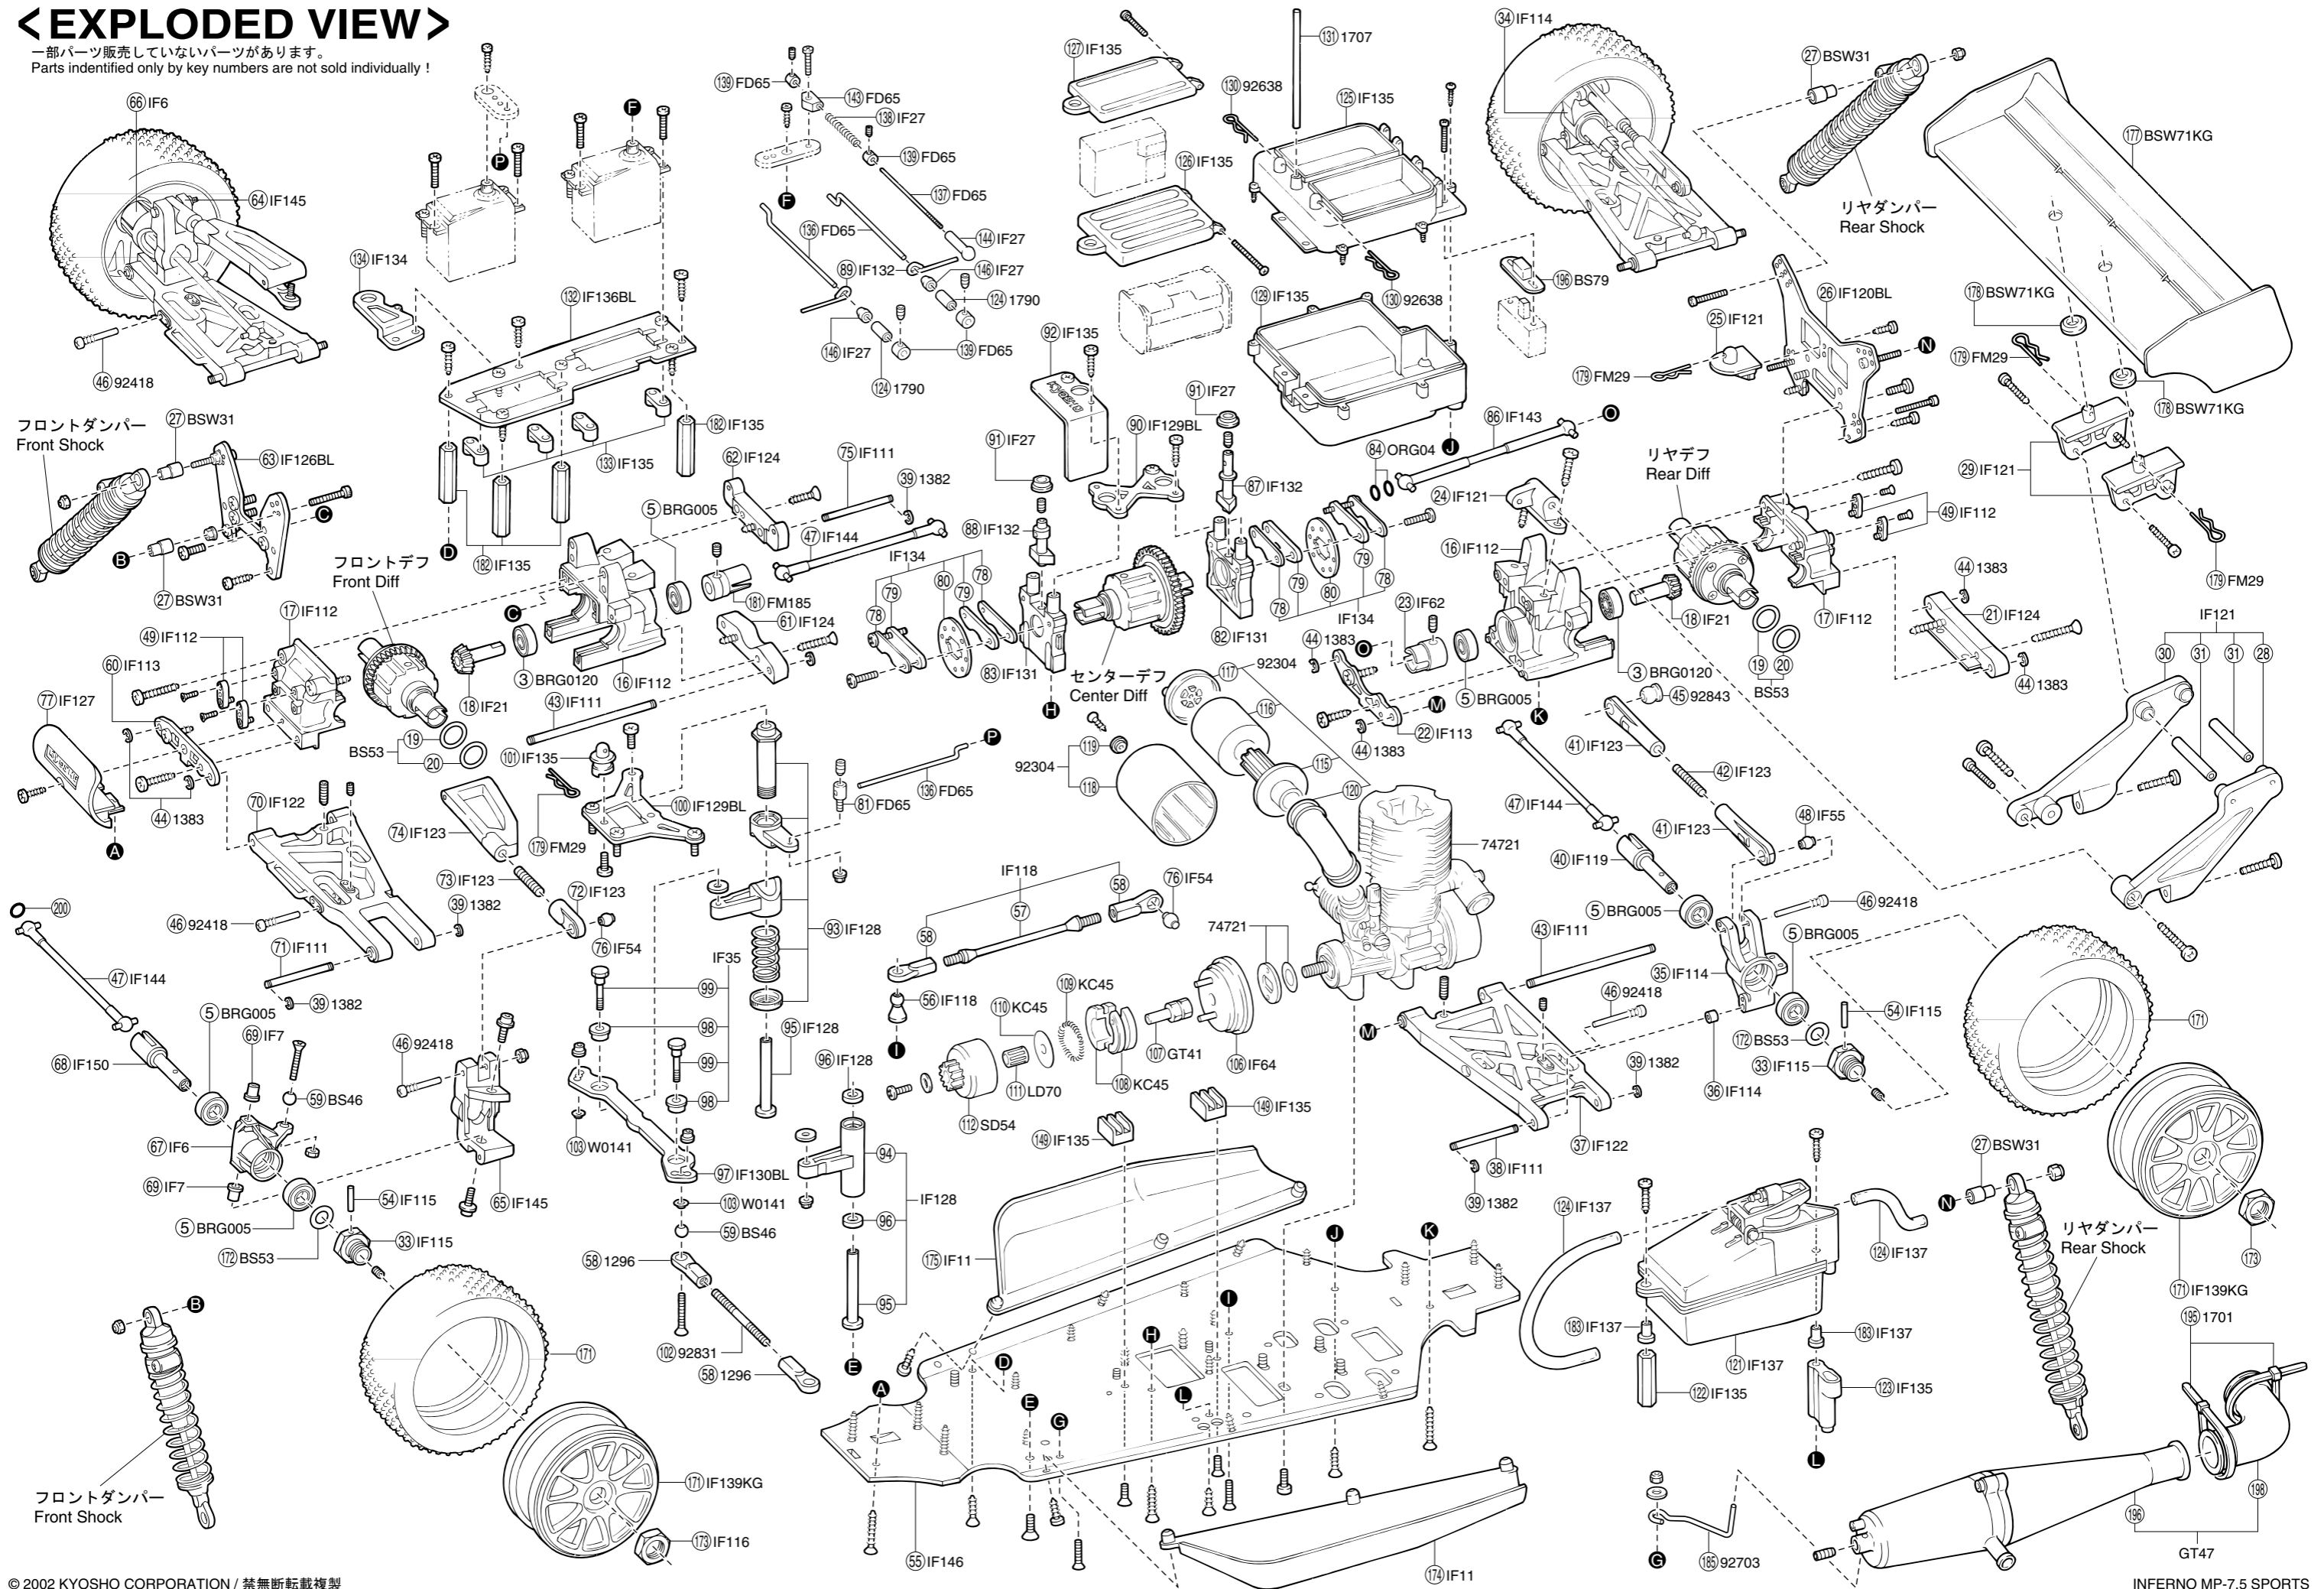 <EXPLODED VIEW>
一部パーツ販売していないパーツがあります。
Parts indentified only by key numbers are not sold individually !
66 IF6
64 IF145
46 92418
134 IF134
P
F
132 IF136BL
182 IF135
133 IF135
182 IF135
D
139 FD65
143 FD65
138 IF27
139 FD65
F
137 FD65
136 FD65
144 IF27
89 IF132
146 IF27
124 1790
139 FD65
146 IF27
124 1790
127 IF135
131 1707
130 92638
125 IF135
126 IF135
130 92638
129 IF135
196 BS79
J
34 IF114
27 BSW31
リヤダンパー
Rear Shock
177 BSW71KG
178 BSW71KG
179 FM29
178 BSW71KG
26 IF120BL
25 IF121
179 FM29
N
29 IF121
179 FM29
フロントダンパー
Front Shock
27 BSW31
63 IF126BL
C
B
27 BSW31
フロントデフ
Front Diff
17 IF112
49 IF112
60 IF113
77 IF127
KYOSHO
A
44 1383
18 IF21
19
20
BS53
3 BRG0120
16 IF112
C
5 BRG005
62 IF124
75 IF111
39 1382
47 IF144
181 FM185
61 IF124
43 IF111
IF134
78
79
80
79
78
83 IF131
H
88 IF132
91 IF27
92 IF135
KYOSHO
90 IF129BL
91 IF27
87 IF132
82 IF131
センターデフ
Center Diff
78
79
80
79
78
IF134
84 ORG04
86 IF143
O
24 IF121
16 IF112
23 IF62
5 BRG005
44 1383
O
M
22 IF113
44 1383
K
リヤデフ
Rear Diff
18 IF21
3 BRG0120
19
20
BS53
17 IF112
49 IF112
44 1383
21 IF124
44 1383
IF121
30
31
31
28
70 IF122
74 IF123
73 IF123
72 IF123
76 IF54
46 92418
39 1382
71 IF111
39 1382
200
47 IF144
68 IF150
5 BRG005
69 IF7
59 BS46
67 IF6
69 IF7
5 BRG005
172 BS53
54 IF115
33 IF115
46 92418
65 IF145
101 IF135
179 FM29
100 IF129BL
P
136 FD65
81 FD65
93 IF128
IF35
99
98
99
98
95 IF128
96 IF128
103 W0141
97 IF130BL
103 W0141
59 BS46
58 1296
102 92831
58 1296
94
IF128
96
95
E
117
92304
116
115
120
92304
119
118
74721
IF118
58
57
58
76 IF54
56 IF118
I
74721
109 KC45
110 KC45
107 GT41
106 IF64
108 KC45
111 LD70
112 SD54
149 IF135
149 IF135
45 92843
41 IF123
42 IF123
41 IF123
48 IF55
47 IF144
40 IF119
5 BRG005
46 92418
5 BRG005
35 IF114
43 IF111
46 92418
M
172 BS53
54 IF115
33 IF115
36 IF114
39 1382
37 IF122
38 IF111
39 1382
171
171 IF139KG
173
27 BSW31
N
リヤダンパー
Rear Shock
124 IF137
124 IF137
183 IF137
183 IF137
121 IF137
122 IF135
123 IF135
L
195 1701
198
196
GT47
185 92703
G
175 IF11
A
D
E
G
H
L
I
J
K
55 IF146
174 IF11
B
フロントダンパー
Front Shock
171
171 IF139KG
173 IF116
© 2002 KYOSHO CORPORATION / 禁無断転載複製
INFERNO MP-7.5 SPORTS